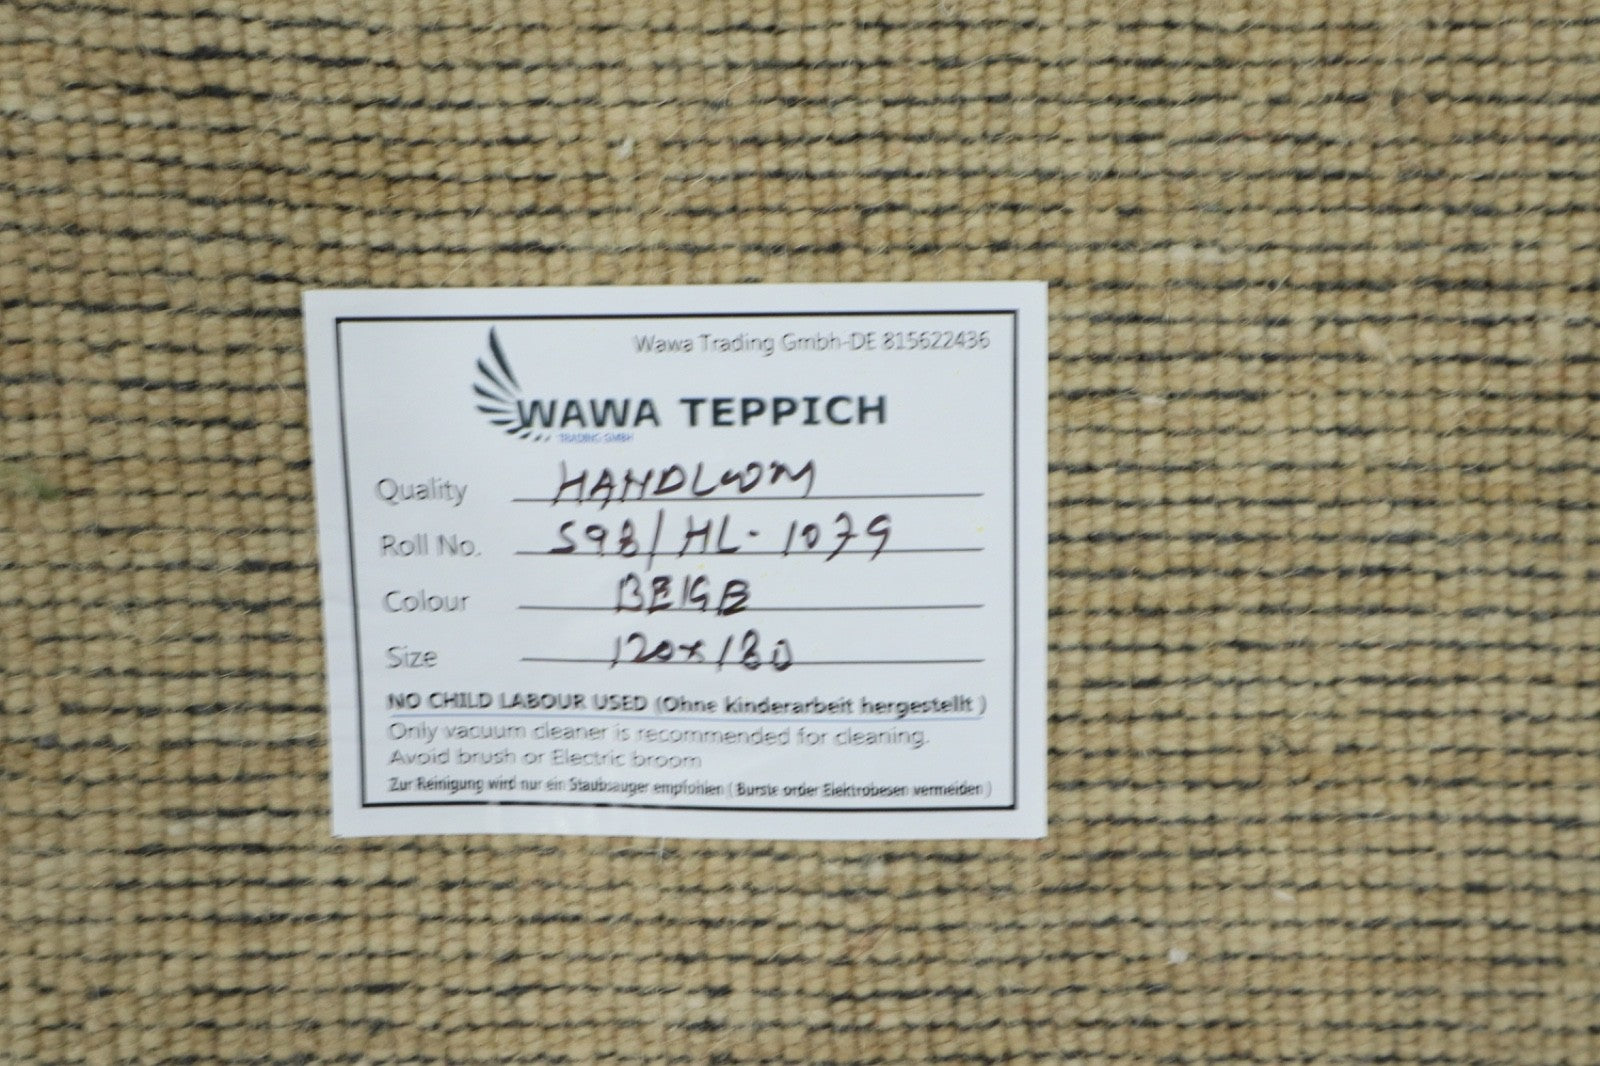 Wawa Trading Gmbh-DE 815622436
WAWA TEPPICH
TRADING GMBH
Quality HANDLOOM
Roll No. S98/HL-1079
Colour BEIGE
Size 120x180
NO CHILD LABOUR USED (Ohne kinderarbeit hergestellt )
Only vacuum cleaner is recommended for cleaning.
Avoid brush or Electric broom
Zur Reinigung wird nur ein Staubsauger empfohlen ( Burste order Elektrobesen vermeiden )